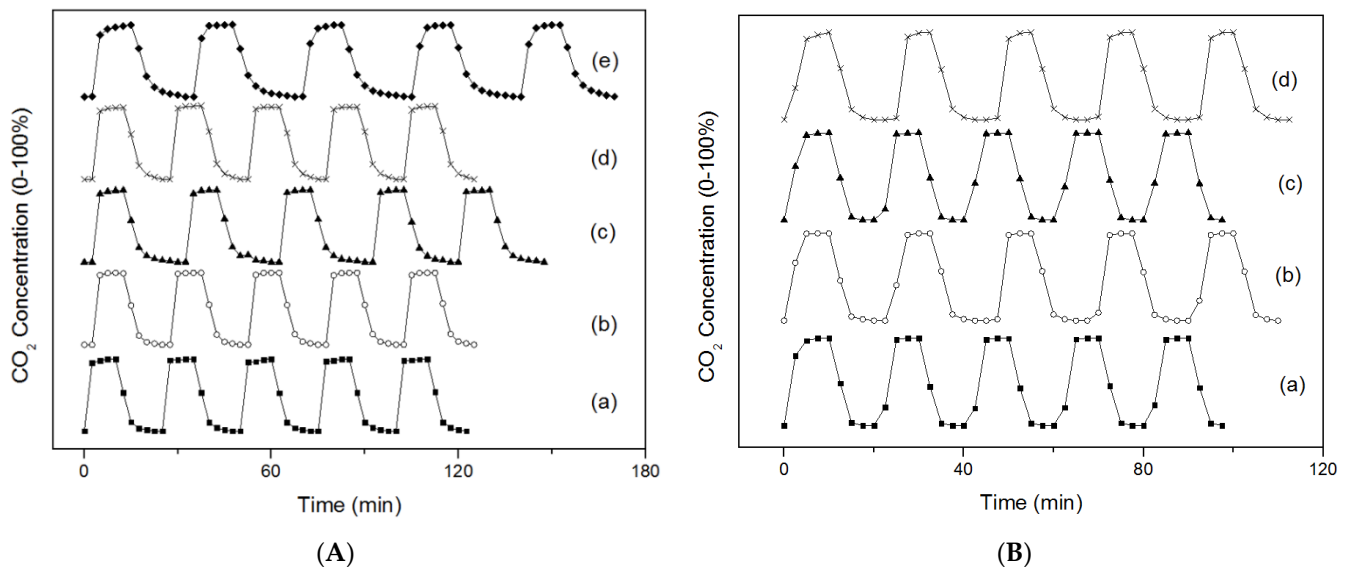 CO₂ Concentration (0-100%)
(e)
(d)
(c)
(b)
(a)
0
60
120
180
Time (min)
(A)
CO₂ Concentration (0-100%)
(d)
(c)
(b)
(a)
0
40
80
120
Time (min)
(B)